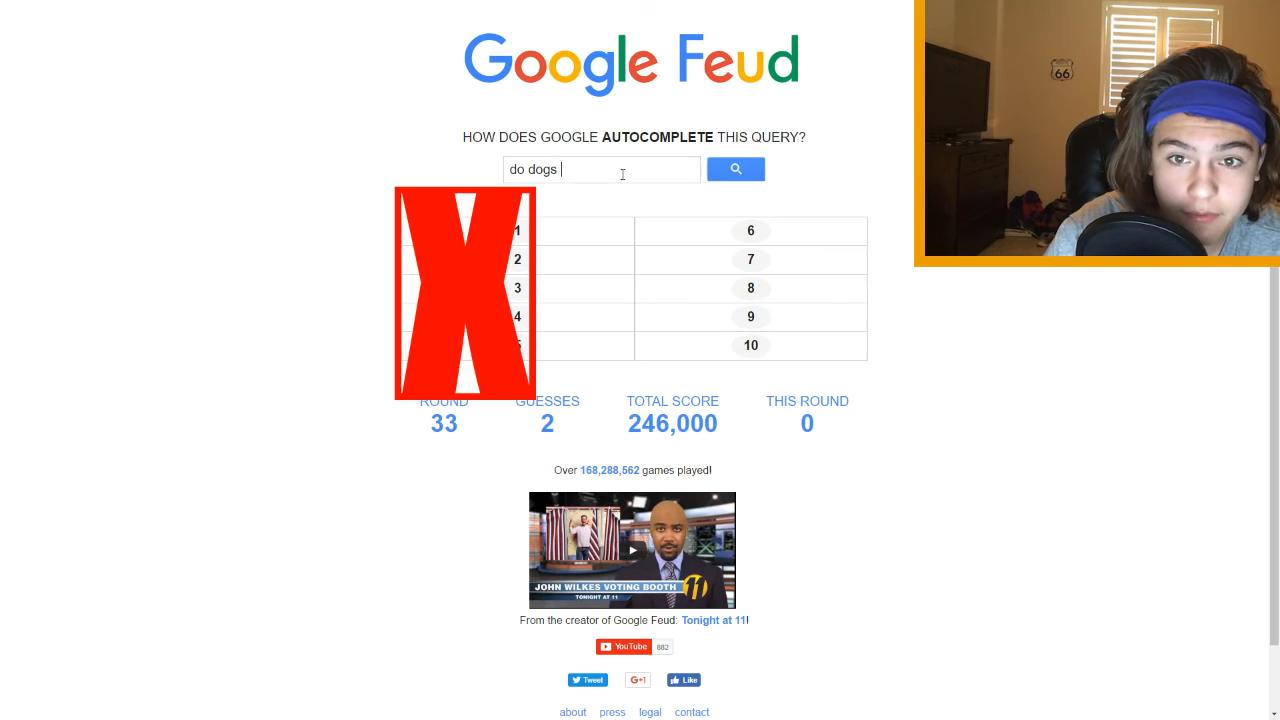 Google Feud
66
HOW DOES GOOGLE AUTOCOMPLETE THIS QUERY?
do dogs
X
1 6
2 7
3 8
4 9
5 10
ROUND GUESSES TOTAL SCORE THIS ROUND
33 2 246,000 0
Over 168,288,562 games played!
JOHN WILKES VOTING BOOTH
TONIGHT AT 11
11
From the creator of Google Feud: Tonight at 11!
YouTube 882
Tweet G+1 Like
about press legal contact